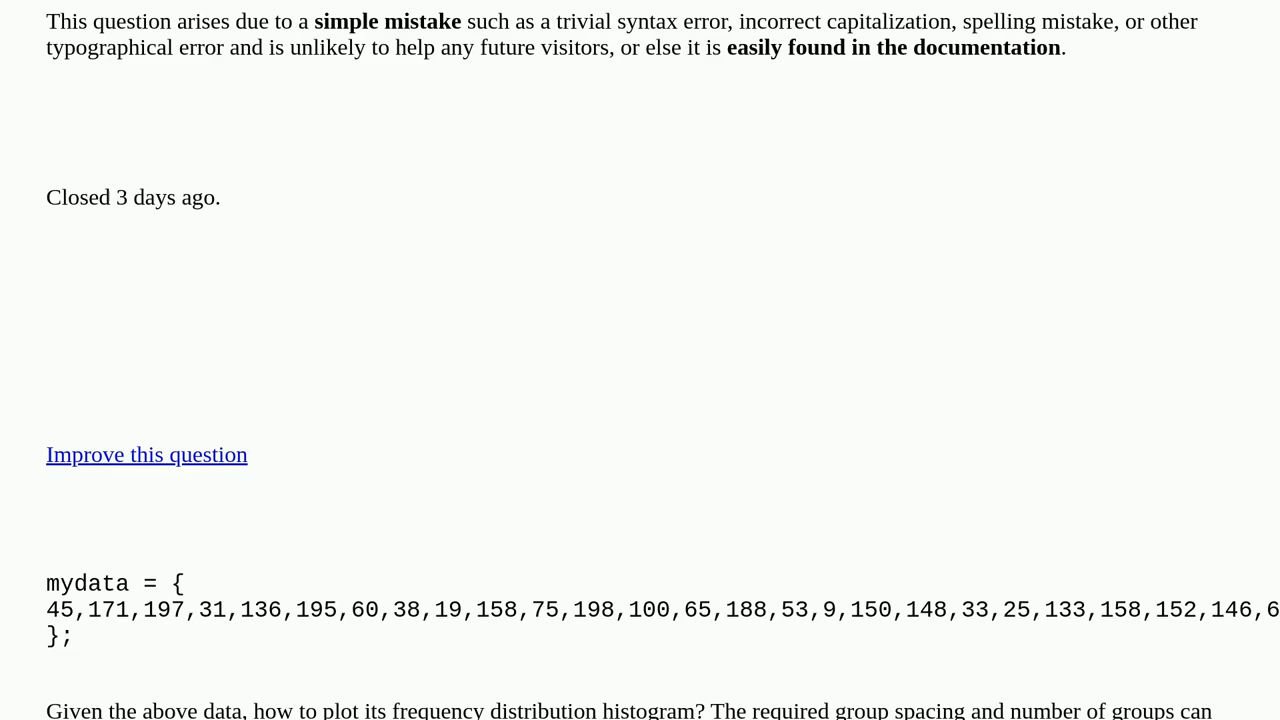 This question arises due to a simple mistake such as a trivial syntax error, incorrect capitalization, spelling mistake, or other
typographical error and is unlikely to help any future visitors, or else it is easily found in the documentation.
Closed 3 days ago.
Improve this question
mydata = {
45,171,197,31,136,195,60,38,19,158,75,198,100,65,188,53,9,150,148,33,25,133,158,152,146,6
};
Given the above data, how to plot its frequency distribution histogram? The required group spacing and number of groups can